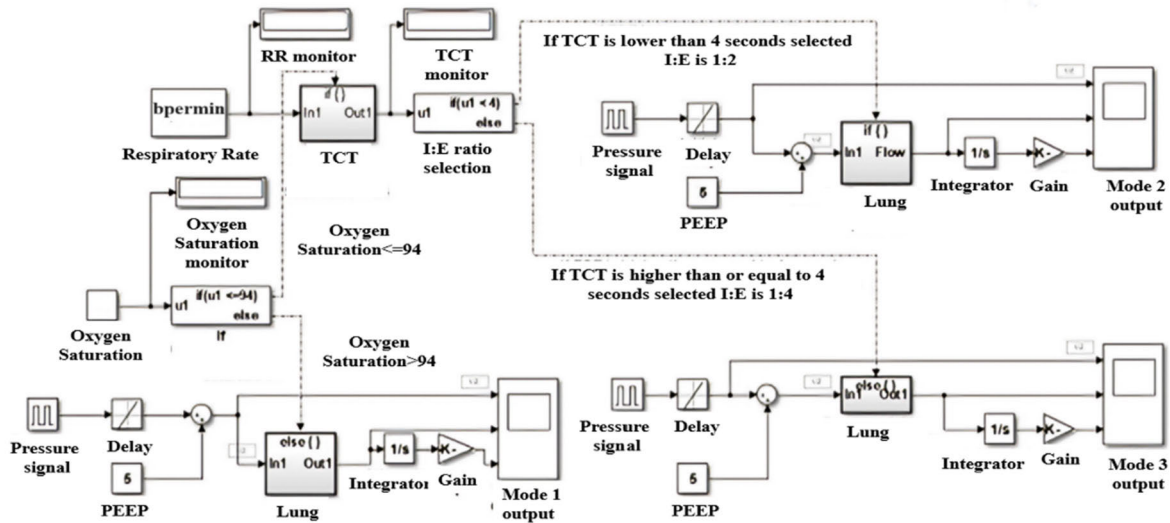 RR monitor
TCT
monitor
If TCT is lower than 4 seconds selected
I:E is 1:2
bpermin
Respiratory Rate
if ()
In1 Out1
TCT
u1
if(u1 < 4)
else
I:E ratio
selection
Pressure
signal
Delay
5
PEEP
if ()
In1 Flow
Lung
1/s
Integrator
K-
Gain
Mode 2
output
Oxygen
Saturation
monitor
Oxygen
Saturation<=94
Oxygen
Saturation
u1
if(u1 <=94)
else
If
Oxygen
Saturation>94
If TCT is higher than or equal to 4
seconds selected I:E is 1:4
Pressure
signal
Delay
5
PEEP
else ()
In1 Out1
Lung
1/s
Integrator
K-
Gain
Mode 1
output
Pressure
signal
Delay
5
PEEP
else ()
In1 Out1
Lung
1/s
Integrator
K-
Gain
Mode 3
output